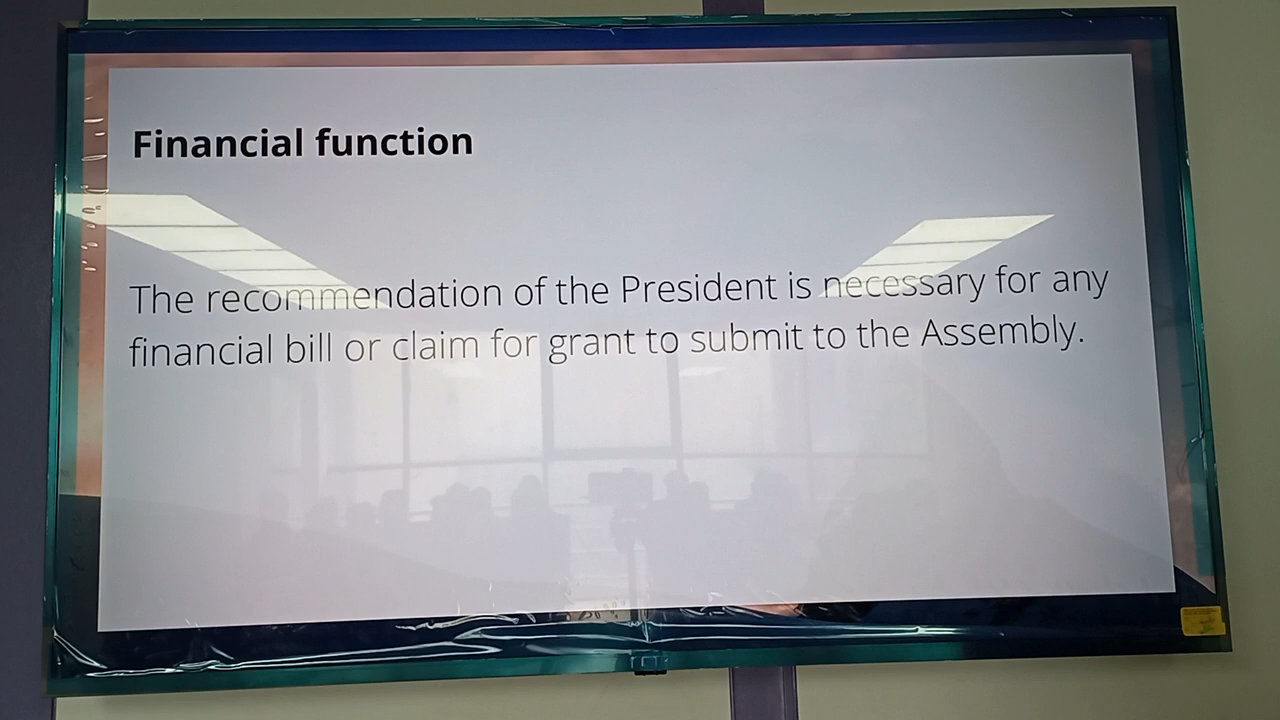 Financial function
The recommendation of the President is necessary for any
financial bill or claim for grant to submit to the Assembly.